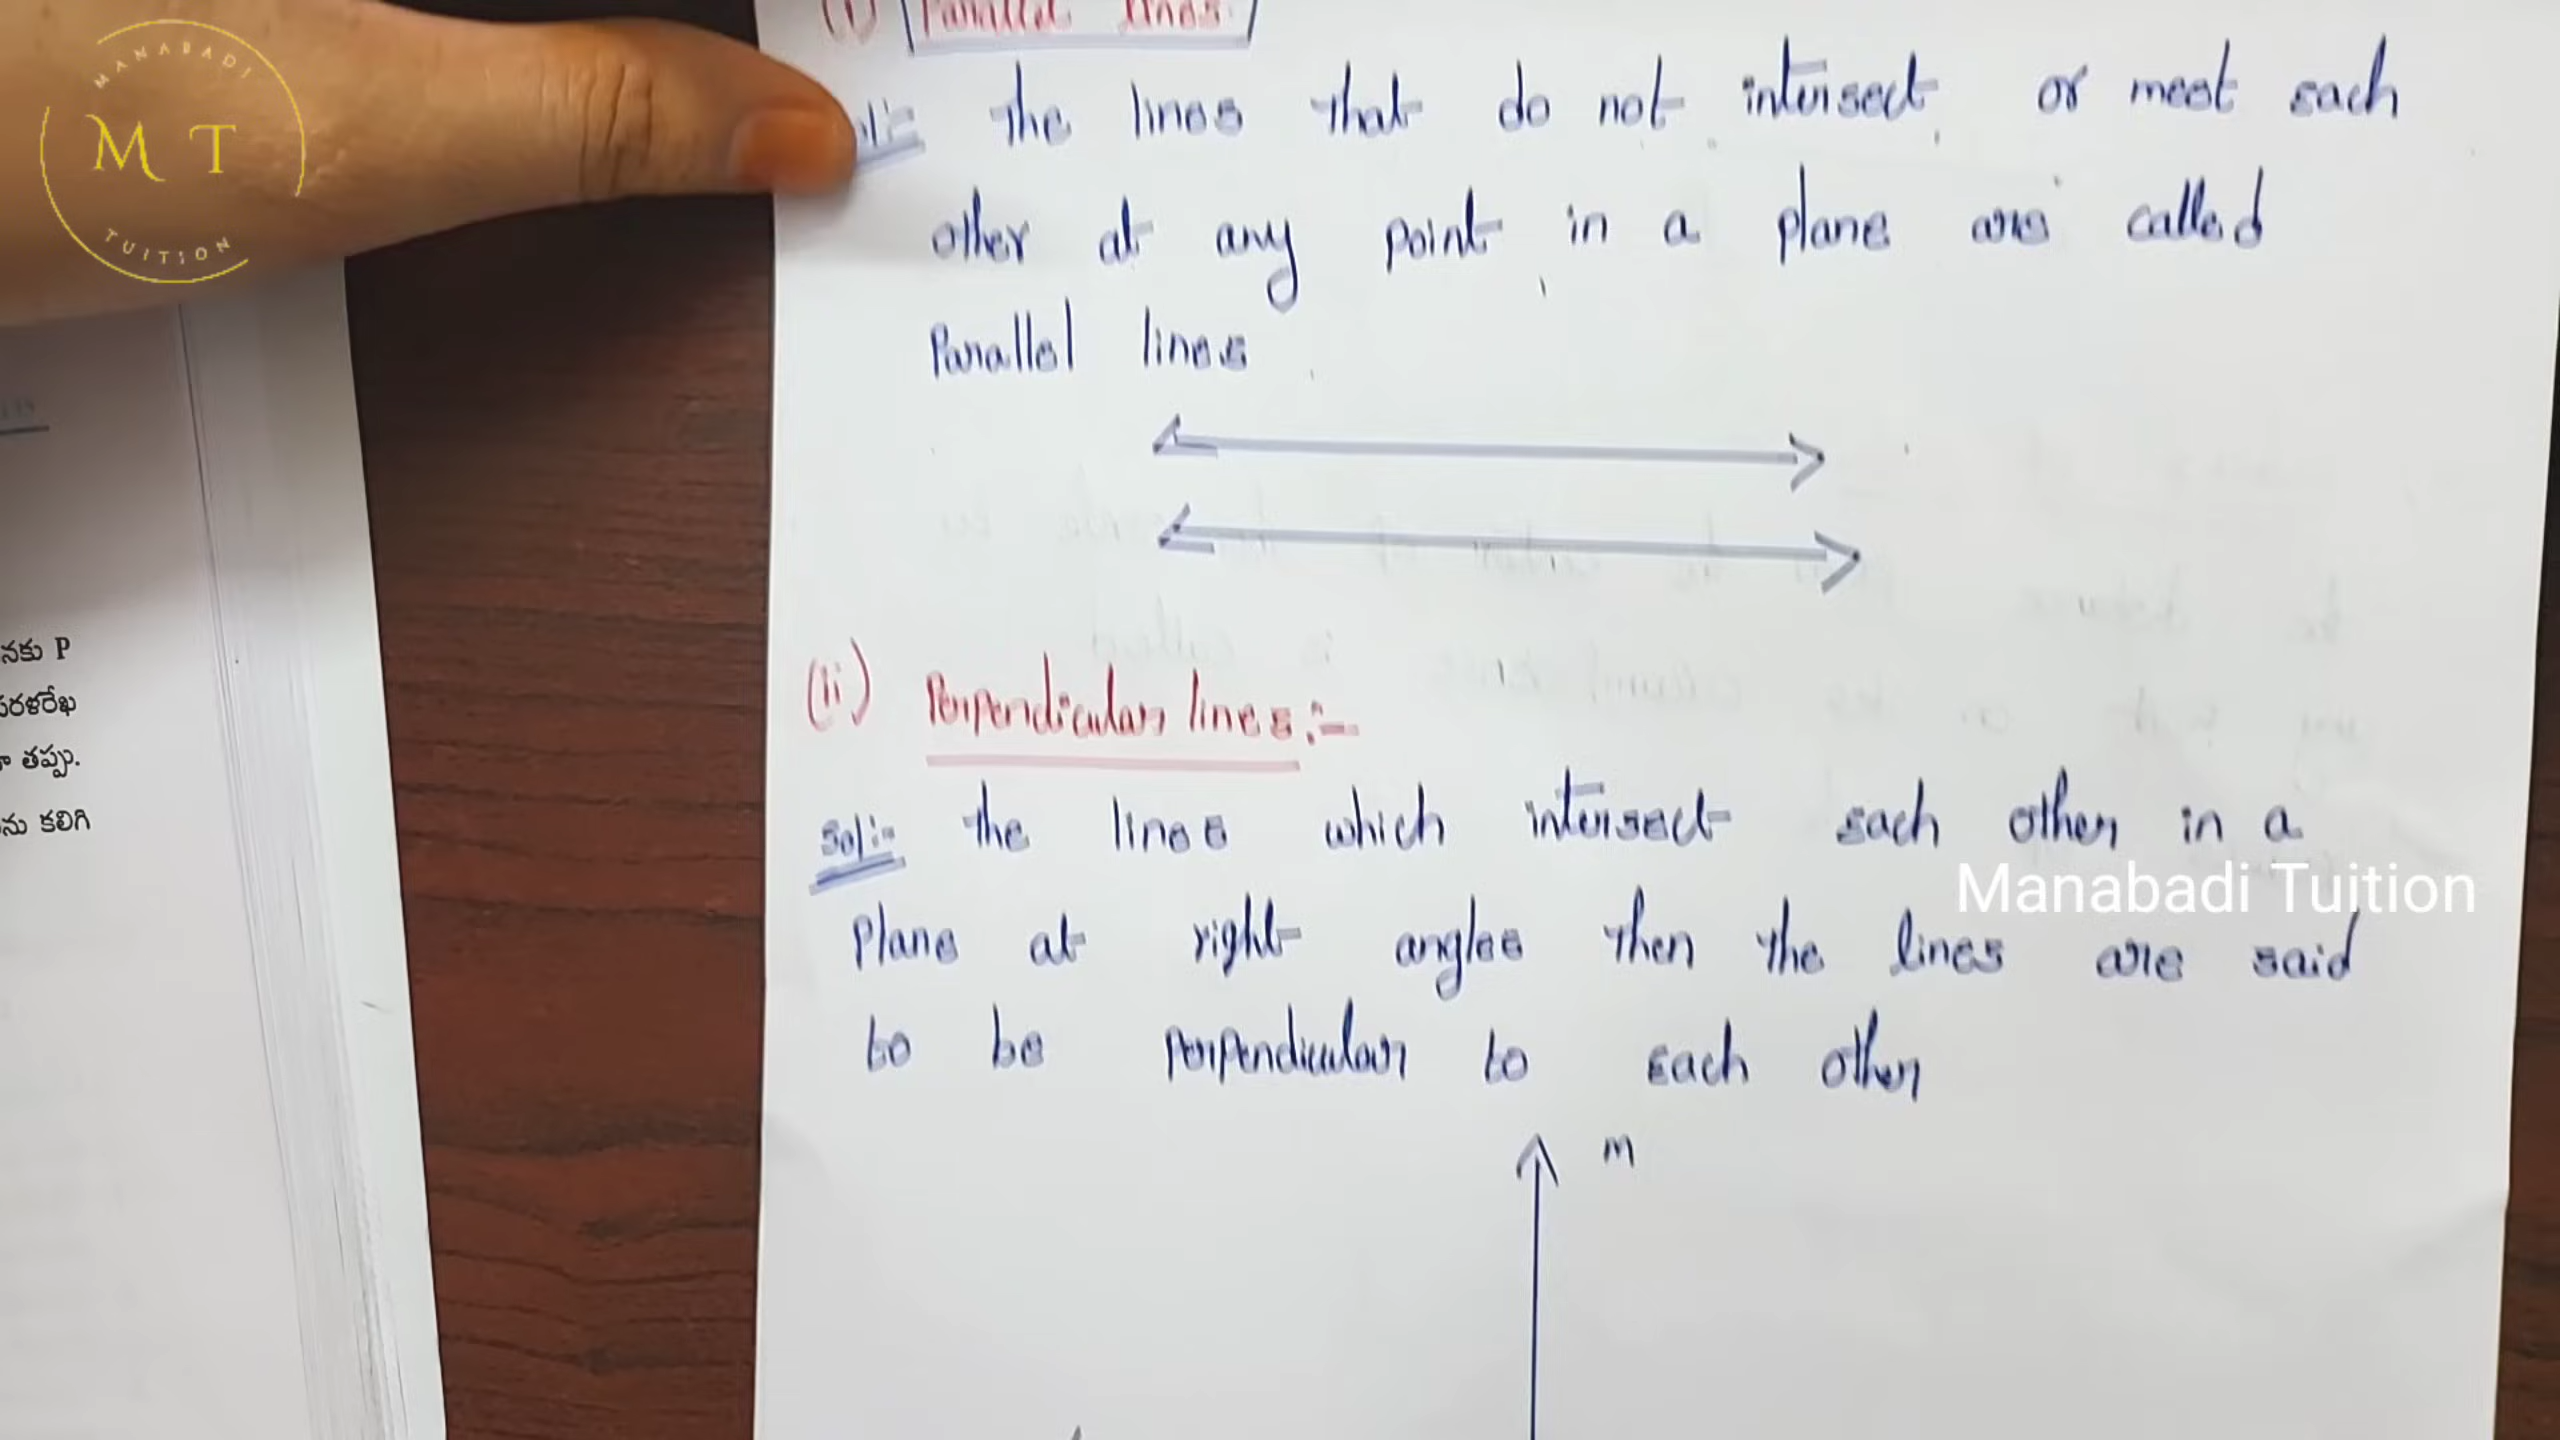 MANABADI
M T
TUITION
నకు P
సరళరేఖ
తప్పు.
ను కలిగి
(i) Parallel lines
The lines that do not intersect or meet each
other at any point in a plane are called
Parallel lines
(ii) Perpendicular lines :-
Sol:- The lines which intersect each other in a
Plane at right angles then the lines are said
to be perpendicular to each other
m
Manabadi Tuition